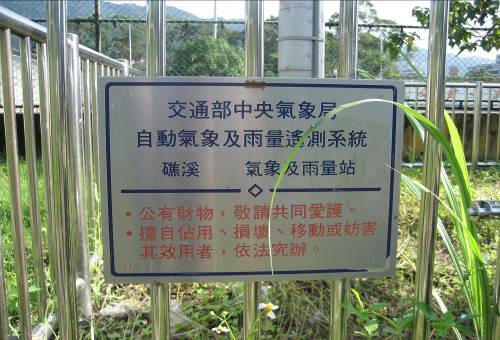 交通部中央氣象局
自動氣象及雨量遙測系統
礁溪 氣象及雨量站
•公有財物,敬請共同愛護。
•擅自佔用、損壞、移動或妨害
其效用者,依法究辦。